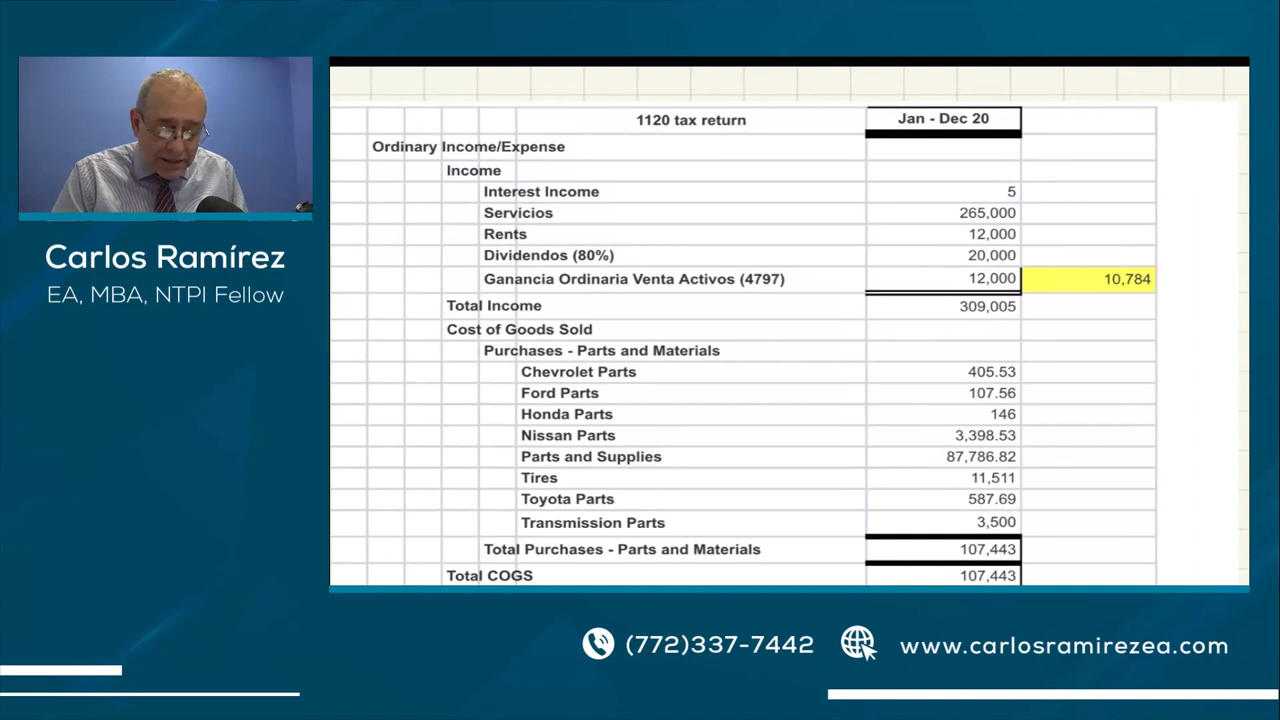 1120 tax return Jan - Dec 20
Ordinary Income/Expense
Income
Interest Income 5
Servicios 265,000
Rents 12,000
Dividendos (80%) 20,000
Ganancia Ordinaria Venta Activos (4797) 12,000 10,784
Total Income 309,005
Cost of Goods Sold
Purchases - Parts and Materials
Chevrolet Parts 405.53
Ford Parts 107.56
Honda Parts 146
Nissan Parts 3,398.53
Parts and Supplies 87,786.82
Tires 11,511
Toyota Parts 587.69
Transmission Parts 3,500
Total Purchases - Parts and Materials 107,443
Total COGS 107,443
Carlos Ramírez
EA, MBA, NTPI Fellow
(772)337-7442
www.carlosramirezea.com